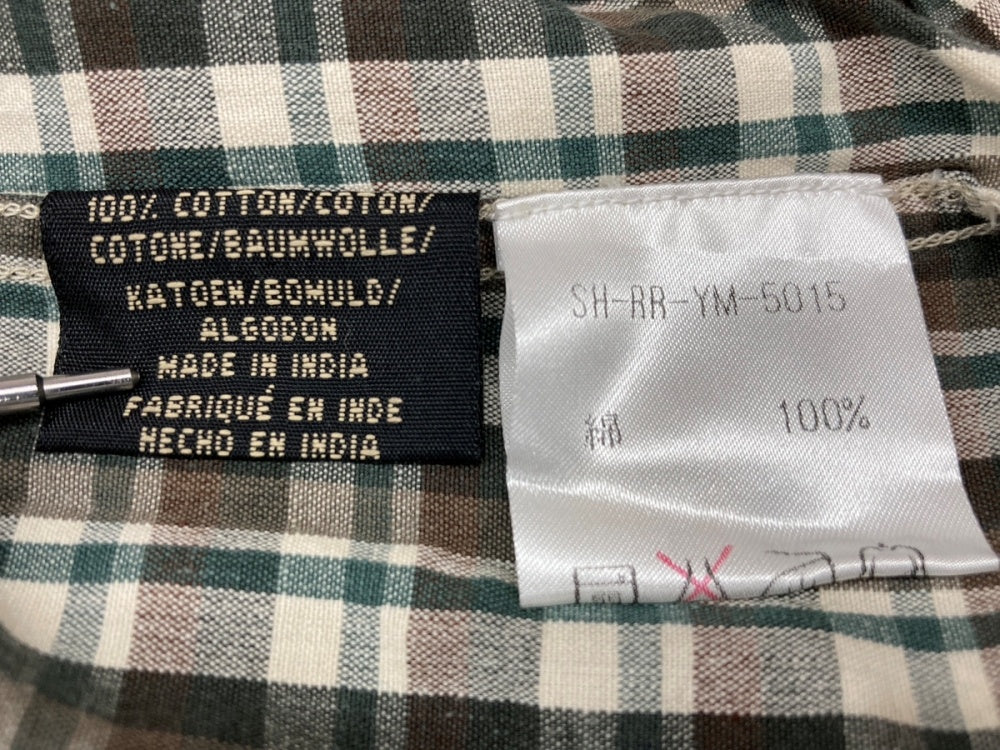 100% COTTON/COTON/
COTONE/BAUMWOLLE/
KATOEN/BOMULD/
ALGODON
MADE IN INDIA
FABRIQUÉ EN INDE
HECHO EN INDIA
SH-RR-YM-5015
綿 100%